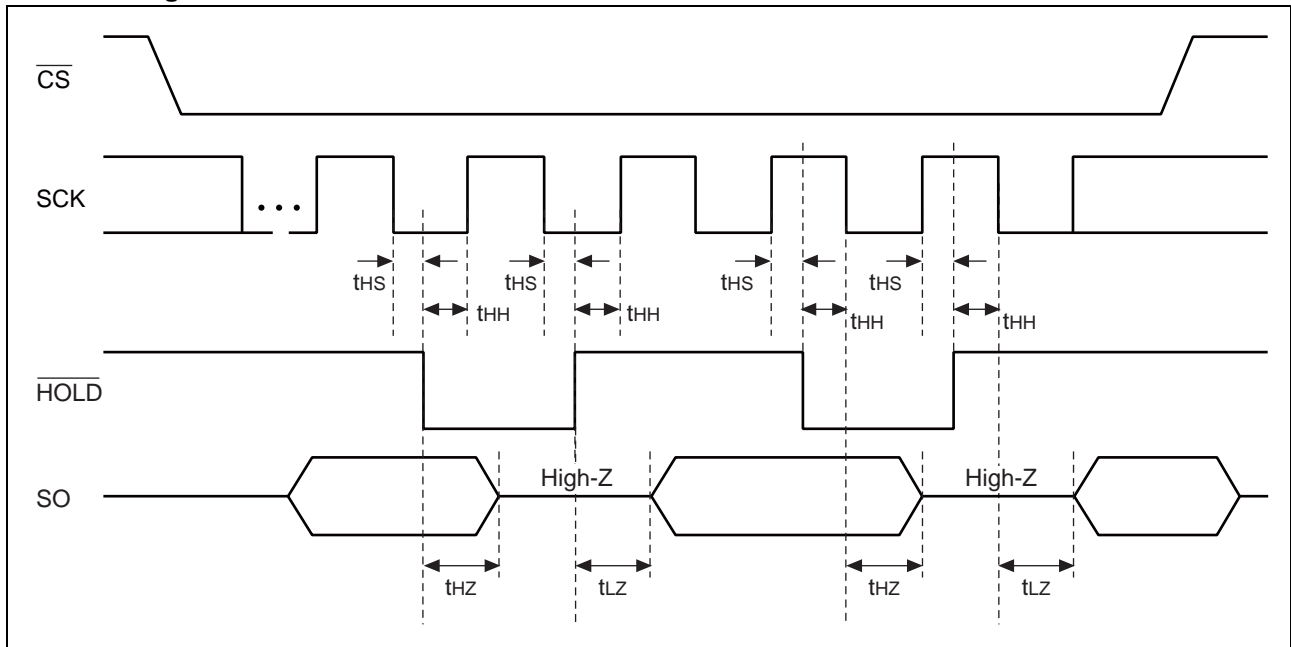 CS
SCK
• • •
tHS
tHS
tHS
tHS
tHH
tHH
tHH
tHH
HOLD
High-Z
High-Z
SO
tHZ
tLZ
tHZ
tLZ